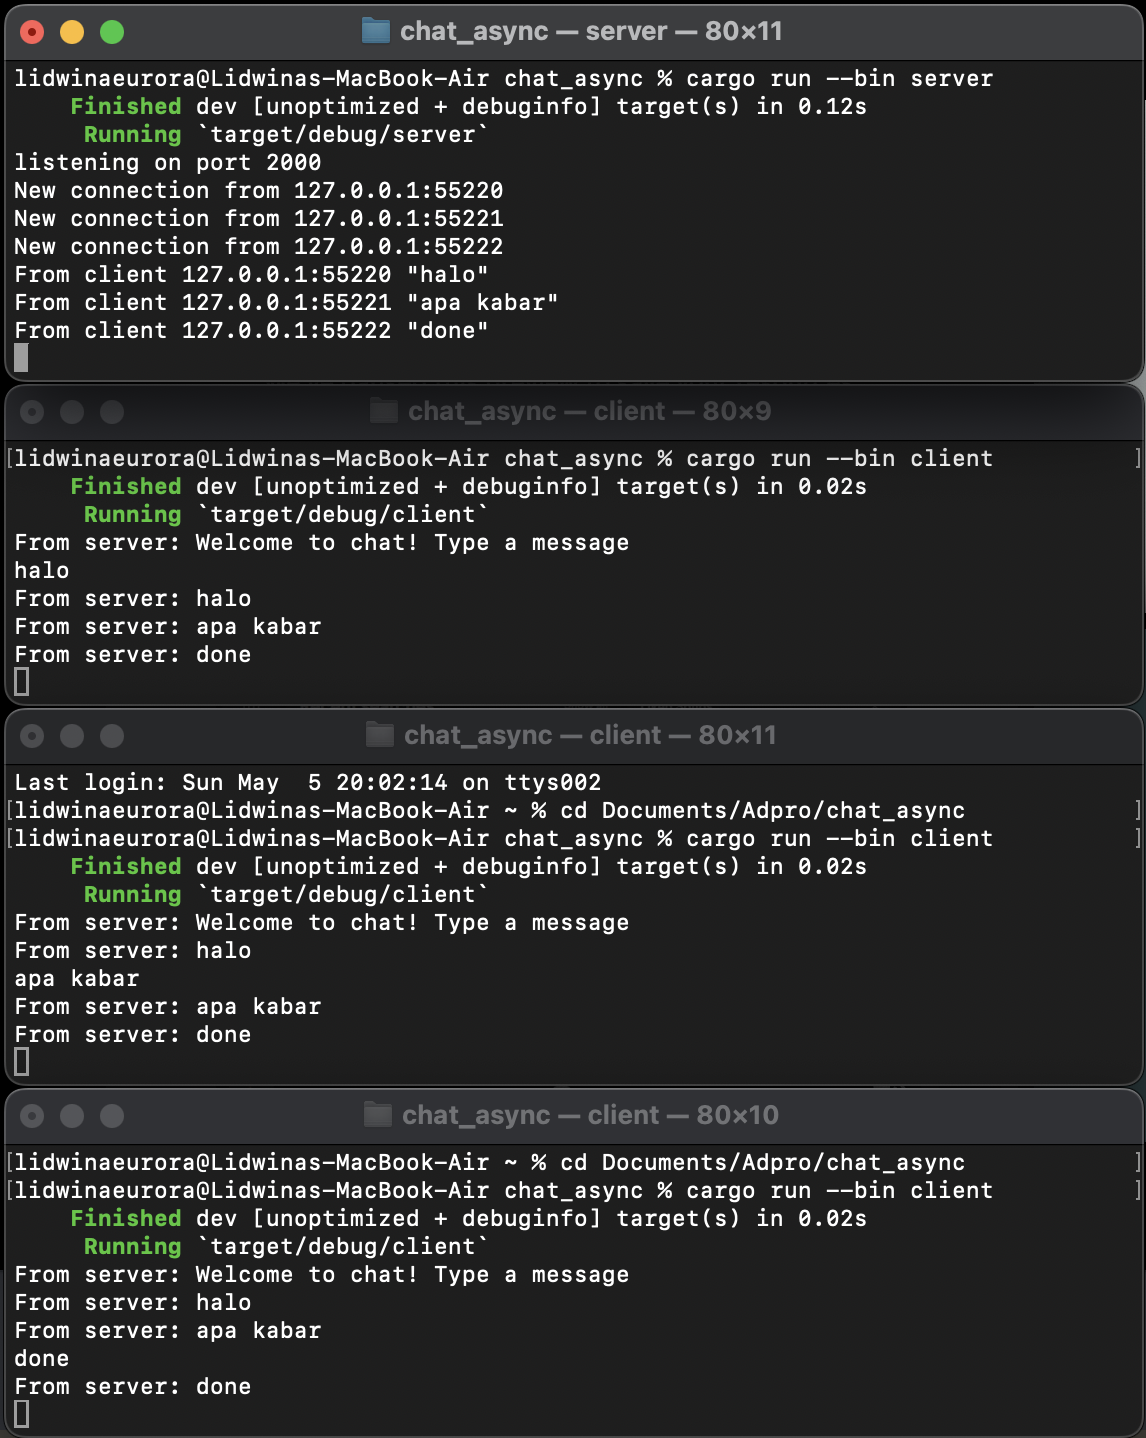 chat_async — server — 80×11
lidwinaeurora@Lidwinas-MacBook-Air chat_async % cargo run --bin server
Finished dev [unoptimized + debuginfo] target(s) in 0.12s
Running `target/debug/server`
listening on port 2000
New connection from 127.0.0.1:55220
New connection from 127.0.0.1:55221
New connection from 127.0.0.1:55222
From client 127.0.0.1:55220 "halo"
From client 127.0.0.1:55221 "apa kabar"
From client 127.0.0.1:55222 "done"
chat_async — client — 80×9
[lidwinaeurora@Lidwinas-MacBook-Air chat_async % cargo run --bin client ]
Finished dev [unoptimized + debuginfo] target(s) in 0.02s
Running `target/debug/client`
From server: Welcome to chat! Type a message
halo
From server: halo
From server: apa kabar
From server: done
chat_async — client — 80×11
Last login: Sun May  5 20:02:14 on ttys002
[lidwinaeurora@Lidwinas-MacBook-Air ~ % cd Documents/Adpro/chat_async ]
[lidwinaeurora@Lidwinas-MacBook-Air chat_async % cargo run --bin client ]
Finished dev [unoptimized + debuginfo] target(s) in 0.02s
Running `target/debug/client`
From server: Welcome to chat! Type a message
From server: halo
apa kabar
From server: apa kabar
From server: done
chat_async — client — 80×10
[lidwinaeurora@Lidwinas-MacBook-Air ~ % cd Documents/Adpro/chat_async ]
[lidwinaeurora@Lidwinas-MacBook-Air chat_async % cargo run --bin client ]
Finished dev [unoptimized + debuginfo] target(s) in 0.02s
Running `target/debug/client`
From server: Welcome to chat! Type a message
From server: halo
From server: apa kabar
done
From server: done